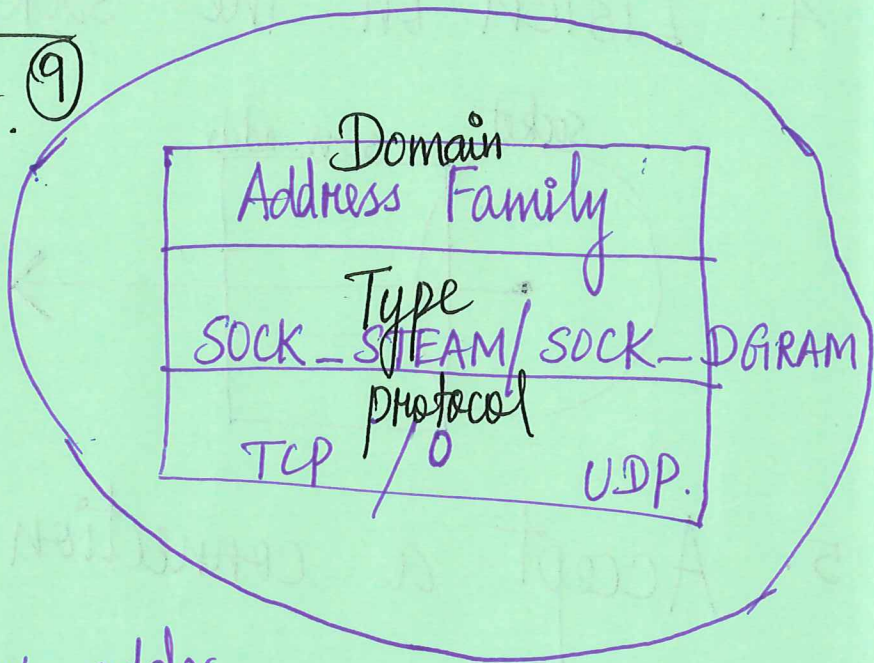 9
Domain
Address Family
Type
SOCK_STEAM/ SOCK_DGRAM
protocol
TCP / 0 UDP.